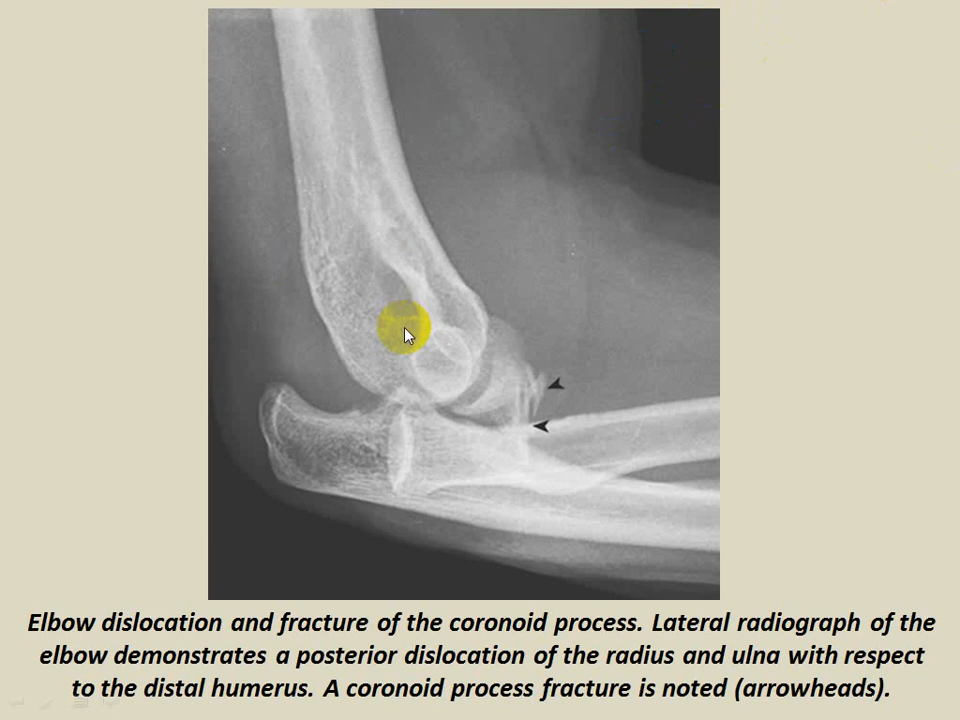 Elbow dislocation and fracture of the coronoid process. Lateral radiograph of the
elbow demonstrates a posterior dislocation of the radius and ulna with respect
to the distal humerus. A coronoid process fracture is noted (arrowheads).